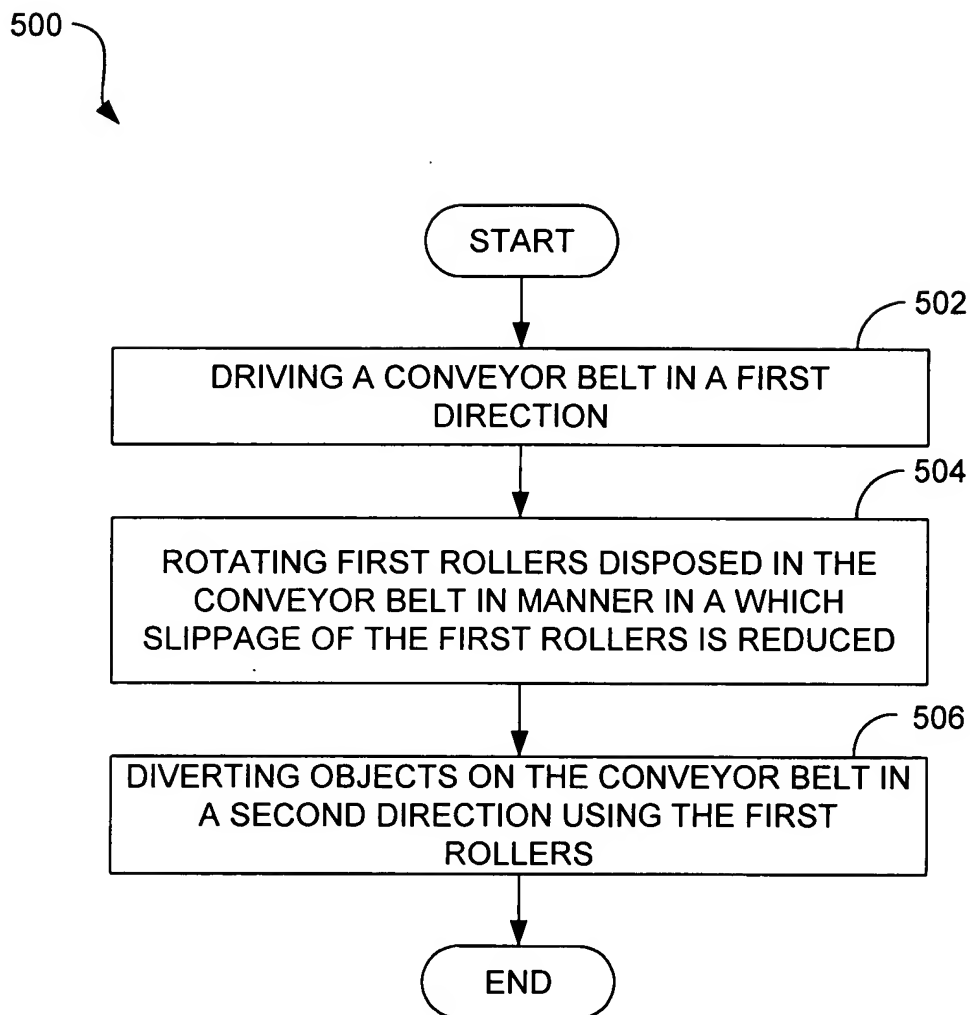 500
START
502
DRIVING A CONVEYOR BELT IN A FIRST
DIRECTION
504
ROTATING FIRST ROLLERS DISPOSED IN THE
CONVEYOR BELT IN MANNER IN A WHICH
SLIPPAGE OF THE FIRST ROLLERS IS REDUCED
506
DIVERTING OBJECTS ON THE CONVEYOR BELT IN
A SECOND DIRECTION USING THE FIRST
ROLLERS
END